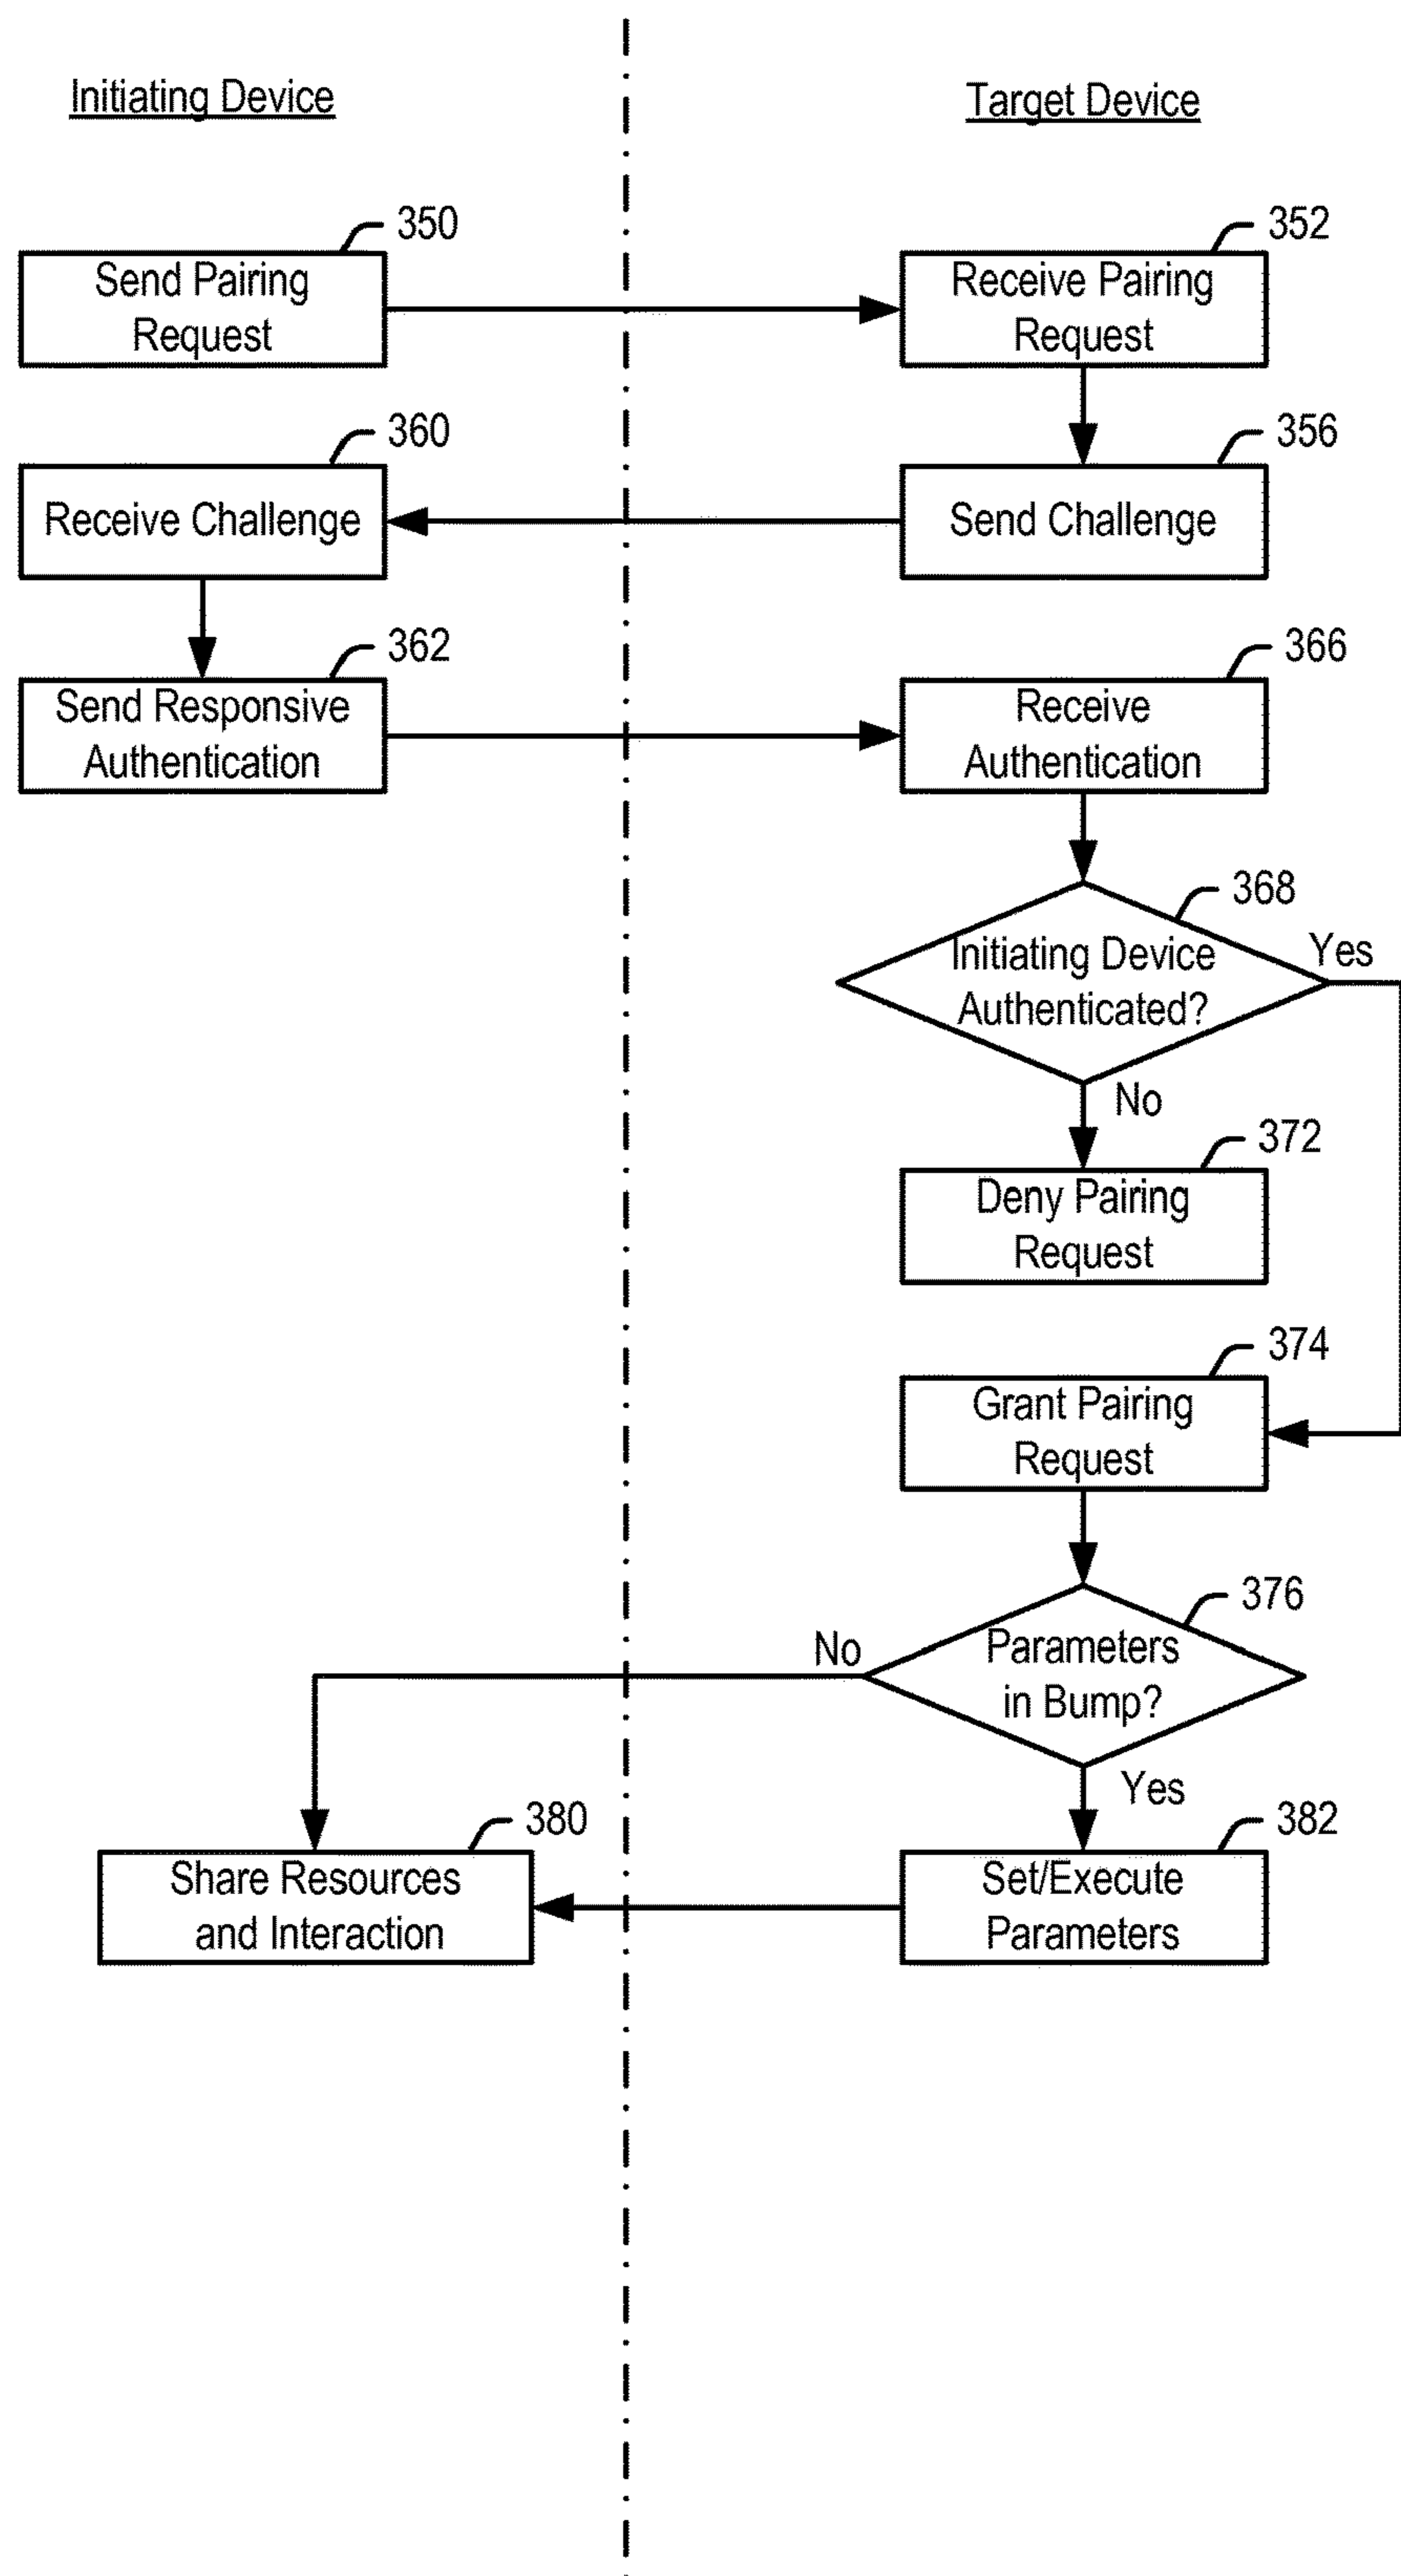 Initiating Device
Target Device
350
352
Send Pairing
Request
Receive Pairing
Request
360
356
Receive Challenge
Send Challenge
362
366
Send Responsive
Authentication
Receive
Authentication
368
Initiating Device
Authenticated?
Yes
No
372
Deny Pairing
Request
374
Grant Pairing
Request
376
Parameters
in Bump?
No
Yes
380
382
Share Resources
and Interaction
Set/Execute
Parameters